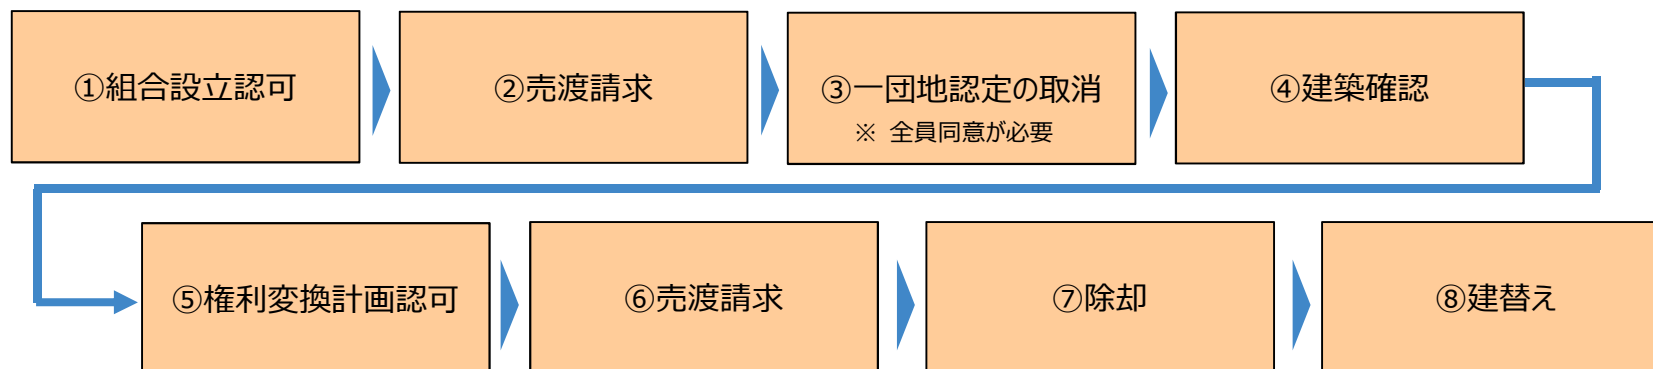 ①組合設立認可
②売渡請求
③一団地認定の取消
※ 全員同意が必要
④建築確認
⑤権利変換計画認可
⑥売渡請求
⑦除却
⑧建替え